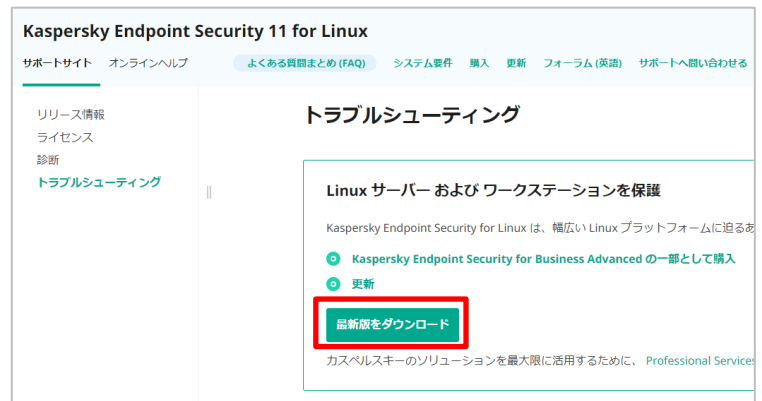 Kaspersky Endpoint Security 11 for Linux
サポートサイト オンラインヘルプ よくある質問まとめ (FAQ) システム要件 購入 更新 フォーラム (英語) サポートへ問い合わせる
リリース情報
ライセンス
診断
トラブルシューティング
トラブルシューティング
Linux サーバー および ワークステーションを保護
Kaspersky Endpoint Security for Linux は、幅広い Linux プラットフォームに迫るあ
Kaspersky Endpoint Security for Business Advanced の一部として購入
更新
最新版をダウンロード
カスペルスキーのソリューションを最大限に活用するために、 Professional Services